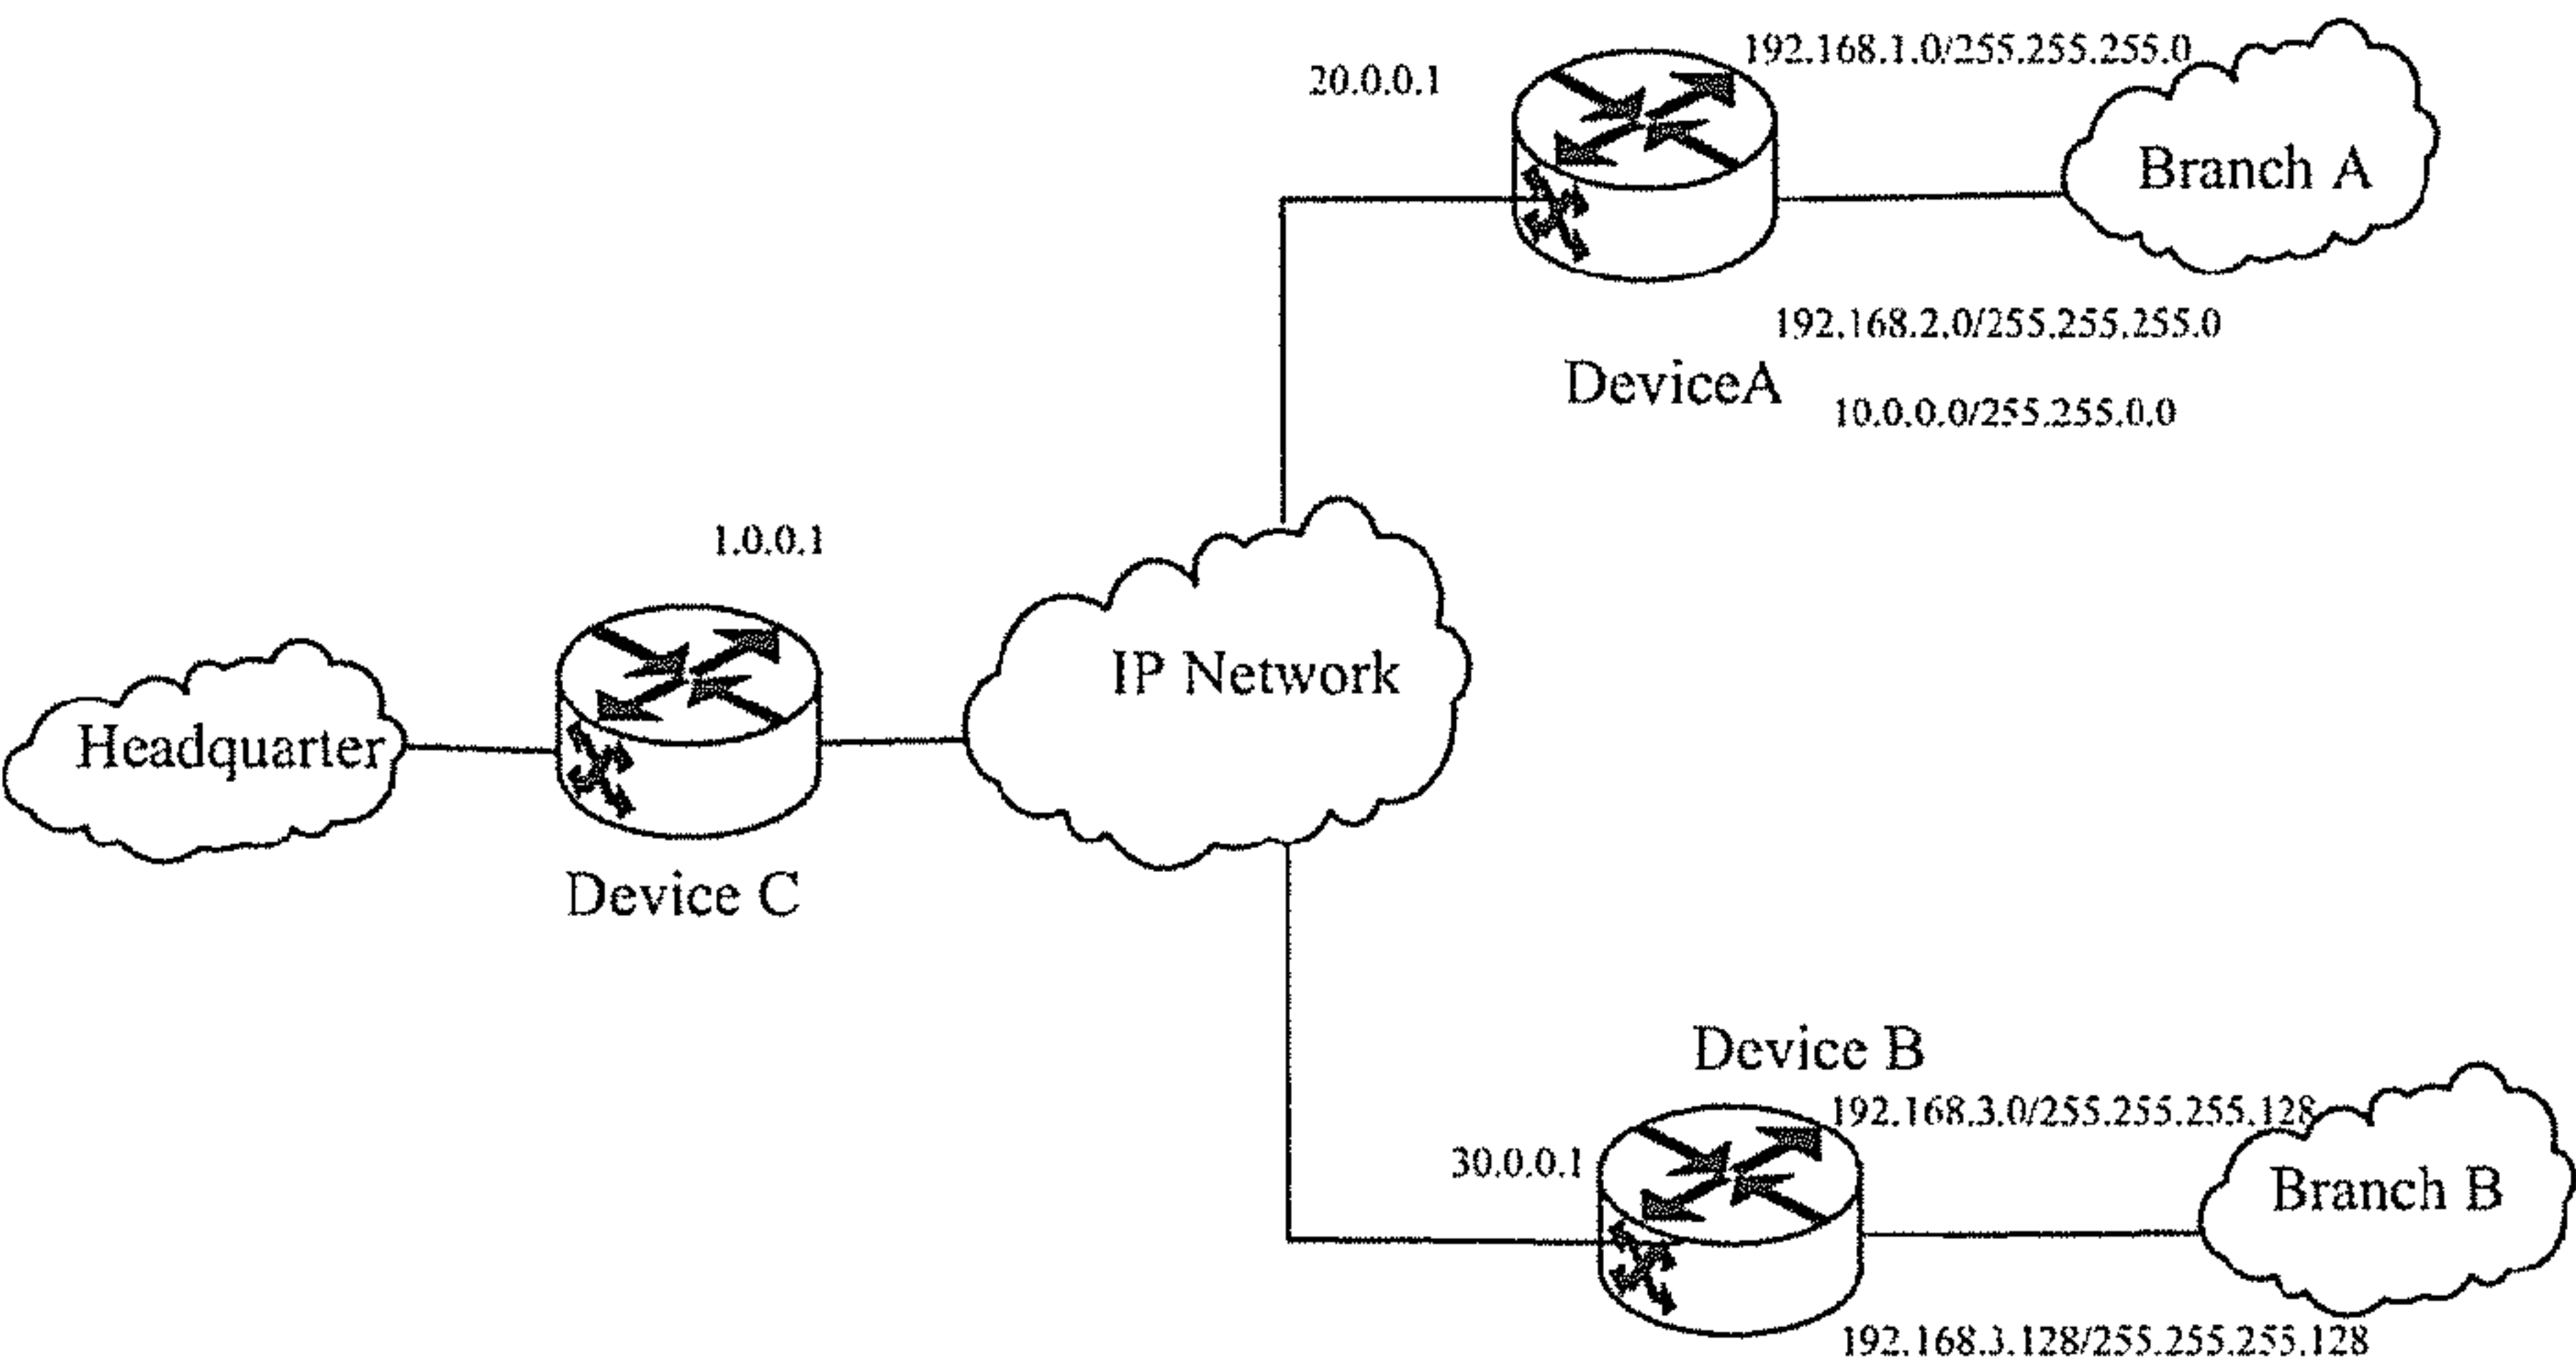 192.168.1.0/255.255.255.0
20.0.0.1
Branch A
192.168.2.0/255.255.255.0
DeviceA
10.0.0.0/255.255.0.0
1.0.0.1
IP Network
Headquarter
Device C
Device B
192.168.3.0/255.255.255.128
30.0.0.1
Branch B
192.168.3.128/255.255.255.128